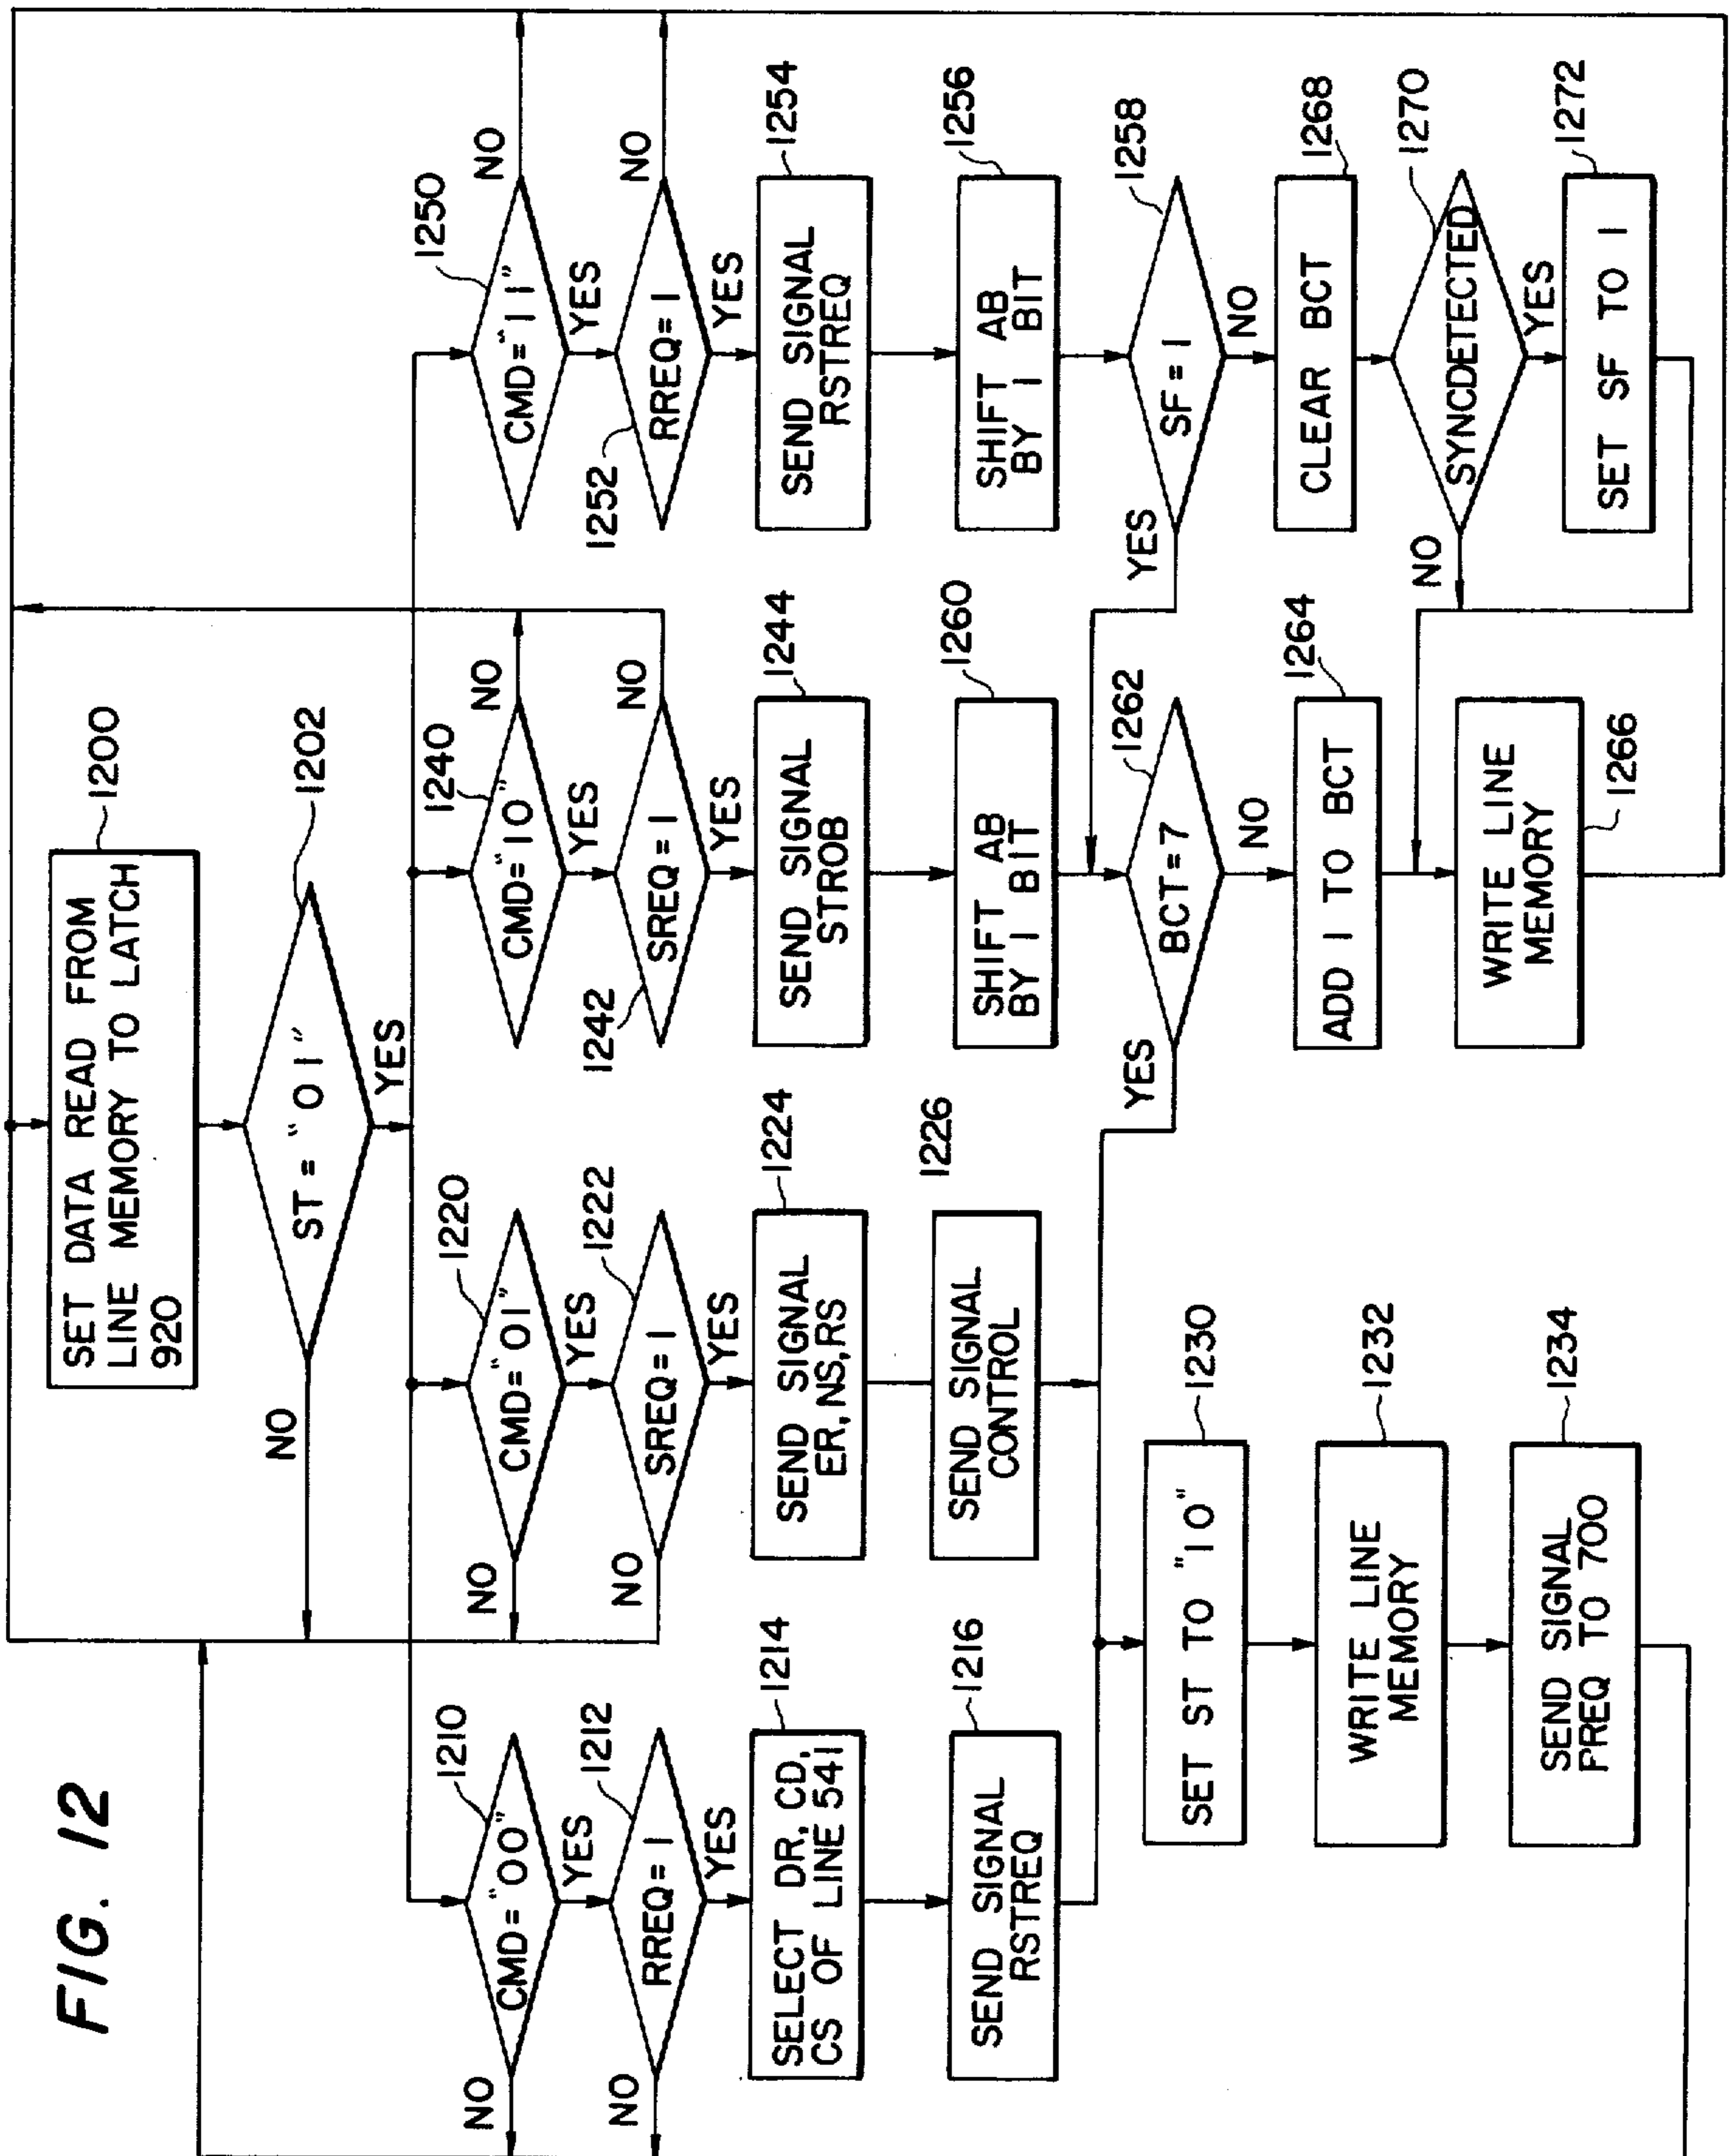 FIG. 12
SET DATA READ FROM
LINE MEMORY TO LATCH
920
1200
ST = "01"
1202
NO
YES
CMD="00"
1210
NO
YES
RREQ=1
1212
NO
YES
SELECT DR, CD,
CS OF LINE 541
1214
SEND SIGNAL
RSTREQ
1216
CMD="01"
1220
NO
YES
SREQ=1
1222
NO
YES
SEND SIGNAL
ER,NS,RS
1224
SEND SIGNAL
CONTROL
1226
SET ST TO "10"
1230
WRITE LINE
MEMORY
1232
SEND SIGNAL
PREQ TO 700
1234
CMD="10"
1240
NO
YES
SREQ=1
1242
NO
YES
SEND SIGNAL
STROB
1244
SHIFT AB
BY 1 BIT
1260
BCT=7
1262
YES
NO
ADD 1 TO BCT
1264
WRITE LINE
MEMORY
1266
CMD="11"
1250
NO
YES
RREQ=1
1252
NO
YES
SEND SIGNAL
RSTREQ
1254
SHIFT AB
BY 1 BIT
1256
SF=1
1258
YES
NO
CLEAR BCT
1268
SYNCDETECTED
1270
NO
YES
SET SF TO 1
1272